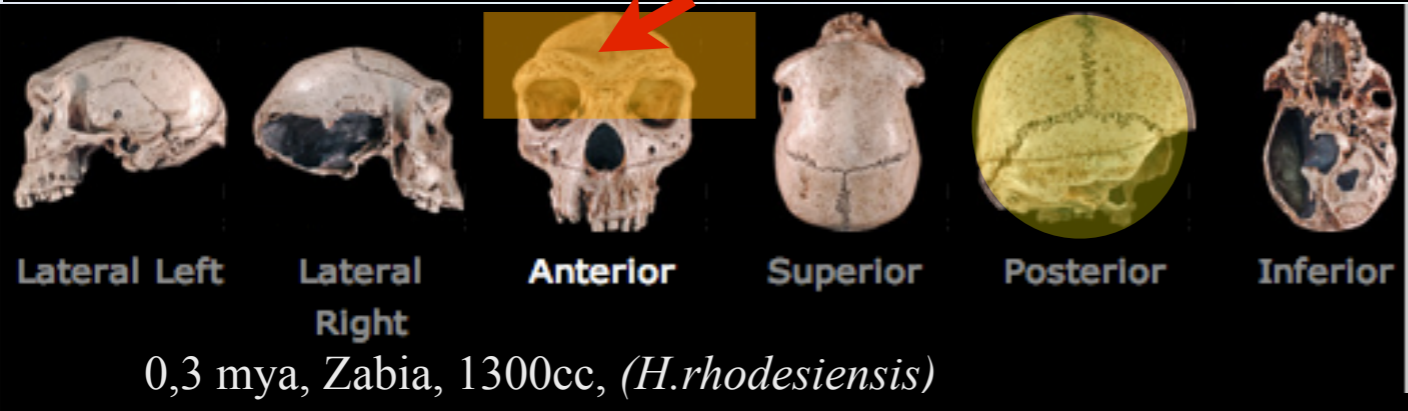 Lateral Left Lateral Anterior Superior Posterior Inferior
Right
0,3 mya, Zabia, 1300cc, (H.rhodesiensis)